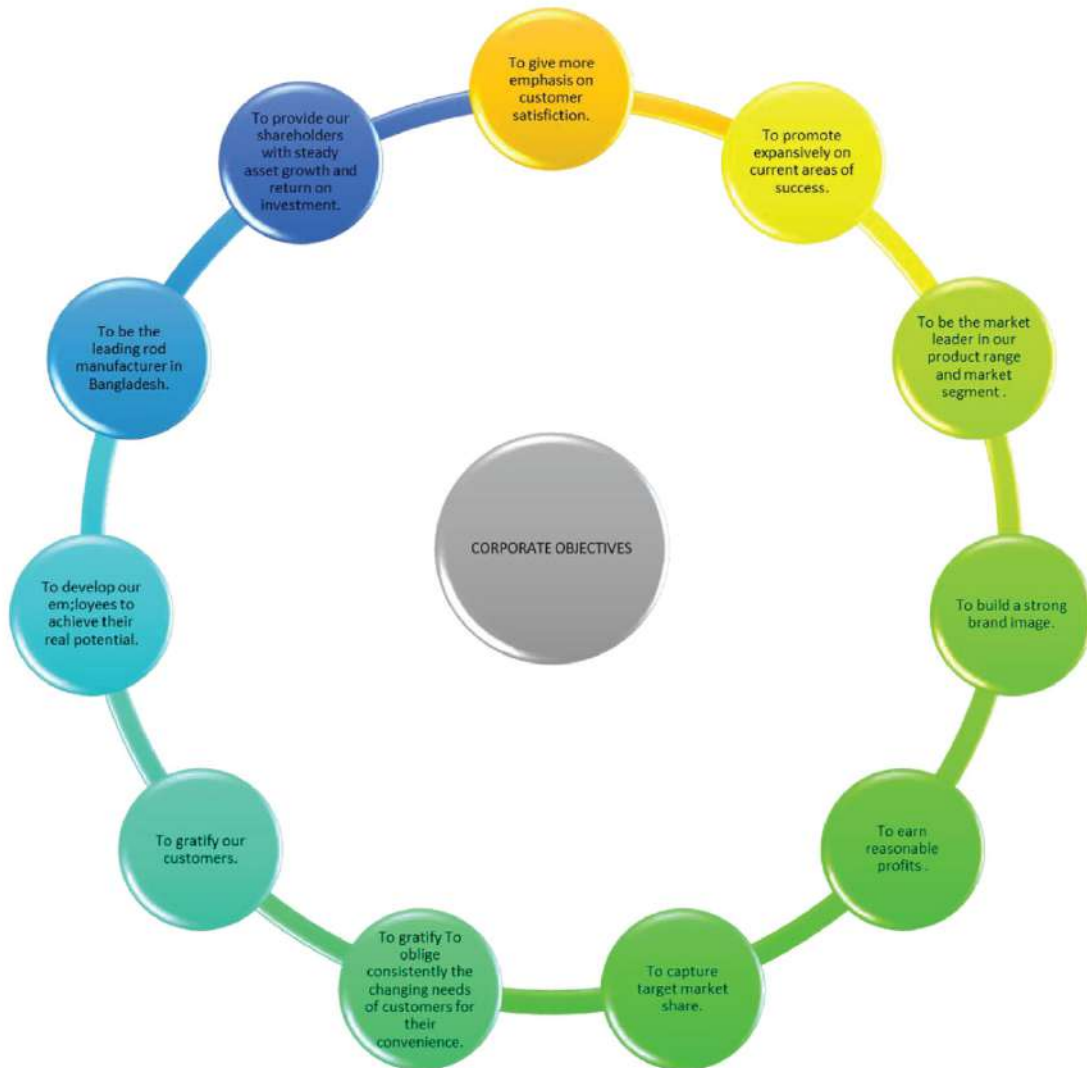 To give more
emphasis on
customer
satisfiction.
To promote
expansively on
current areas of
success.
To be the market
leader in our
product range
and market
segment .
To build a strong
brand image.
To earn
reasonable
profits .
To capture
target market
share.
To gratify To
oblige
consistently the
changing needs
of customers for
their
convenience.
To gratify our
customers.
To develop our
em;loyees to
achieve their
real potential.
To be the
leading rod
manufacturer in
Bangladesh.
To provide our
shareholders
with steady
asset growth and
return on
investment.
CORPORATE OBJECTIVES